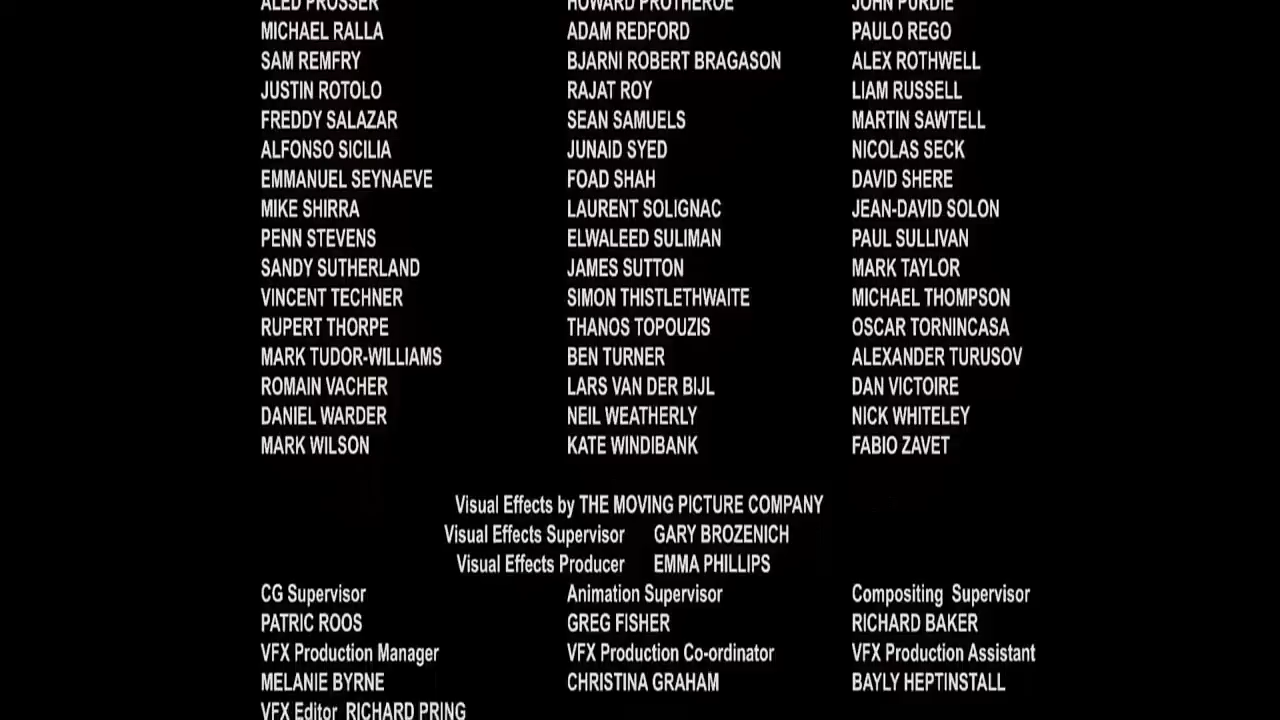 ALED PROSSER HOWARD PROTHEROE JOHN PURDIE
MICHAEL RALLA ADAM REDFORD PAULO REGO
SAM REMFRY BJARNI ROBERT BRAGASON ALEX ROTHWELL
JUSTIN ROTOLO RAJAT ROY LIAM RUSSELL
FREDDY SALAZAR SEAN SAMUELS MARTIN SAWTELL
ALFONSO SICILIA JUNAID SYED NICOLAS SECK
EMMANUEL SEYNAEVE FOAD SHAH DAVID SHERE
MIKE SHIRRA LAURENT SOLIGNAC JEAN-DAVID SOLON
PENN STEVENS ELWALEED SULIMAN PAUL SULLIVAN
SANDY SUTHERLAND JAMES SUTTON MARK TAYLOR
VINCENT TECHNER SIMON THISTLETHWAITE MICHAEL THOMPSON
RUPERT THORPE THANOS TOPOUZIS OSCAR TORNINCASA
MARK TUDOR-WILLIAMS BEN TURNER ALEXANDER TURUSOV
ROMAIN VACHER LARS VAN DER BIJL DAN VICTOIRE
DANIEL WARDER NEIL WEATHERLY NICK WHITELEY
MARK WILSON KATE WINDIBANK FABIO ZAVET
Visual Effects by THE MOVING PICTURE COMPANY
Visual Effects Supervisor GARY BROZENICH
Visual Effects Producer EMMA PHILLIPS
CG Supervisor Animation Supervisor Compositing Supervisor
PATRIC ROOS GREG FISHER RICHARD BAKER
VFX Production Manager VFX Production Co-ordinator VFX Production Assistant
MELANIE BYRNE CHRISTINA GRAHAM BAYLY HEPTINSTALL
VFX Editor RICHARD PRING